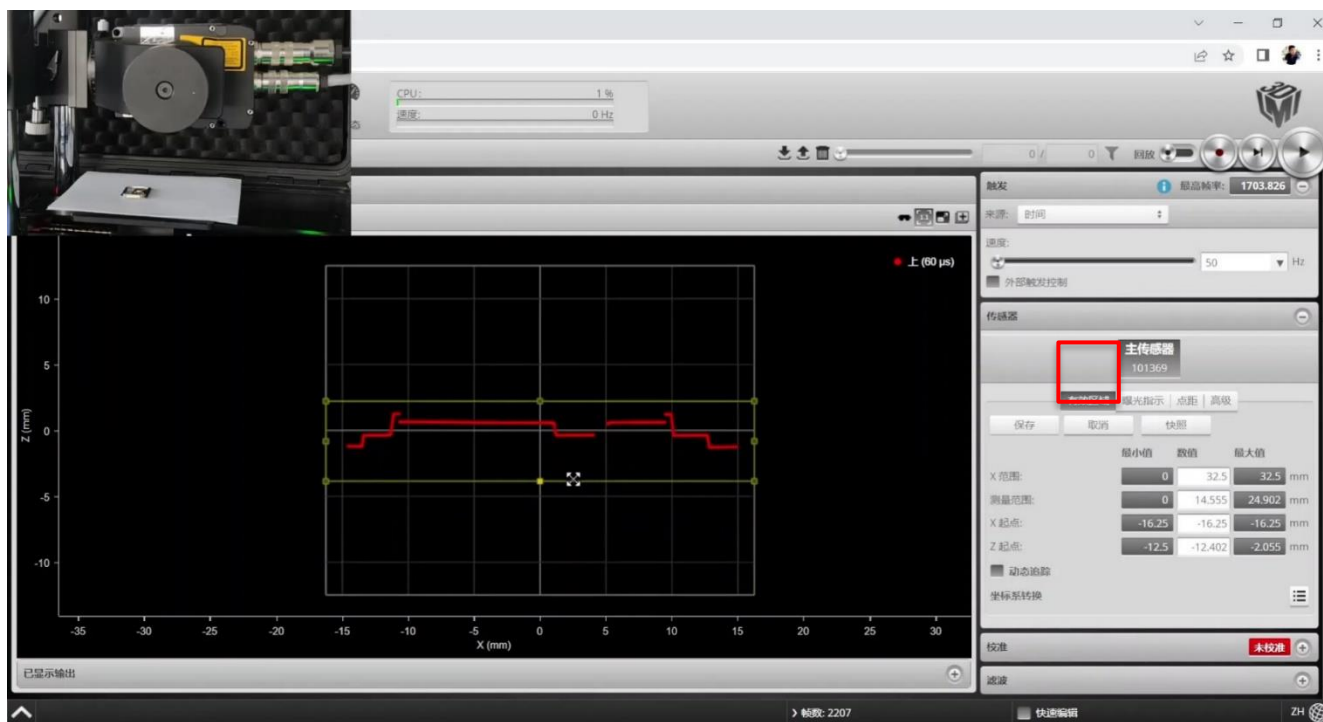 CPU:
1 %
速度:
0 Hz
0 /
0
回放
触发
最高帧率:
1703.826
来源:
时间
速度:
50
Hz
外部触发控制
上 (60 μs)
传感器
主传感器
101369
有效区域
曝光指示
点距
高级
保存
取消
快照
最小值
数值
最大值
X 范围:
0
32.5
32.5
mm
测量范围:
0
14.555
24.902
mm
X 起点:
-16.25
-16.25
-16.25
mm
Z 起点:
-12.5
-12.402
-2.055
mm
动态追踪
坐标系转换
校准
未校准
滤波
Z (mm)
10
5
0
-5
-10
-35
-30
-25
-20
-15
-10
-5
0
5
10
15
20
25
30
X (mm)
已显示输出
帧数: 2207
快速编辑
ZH